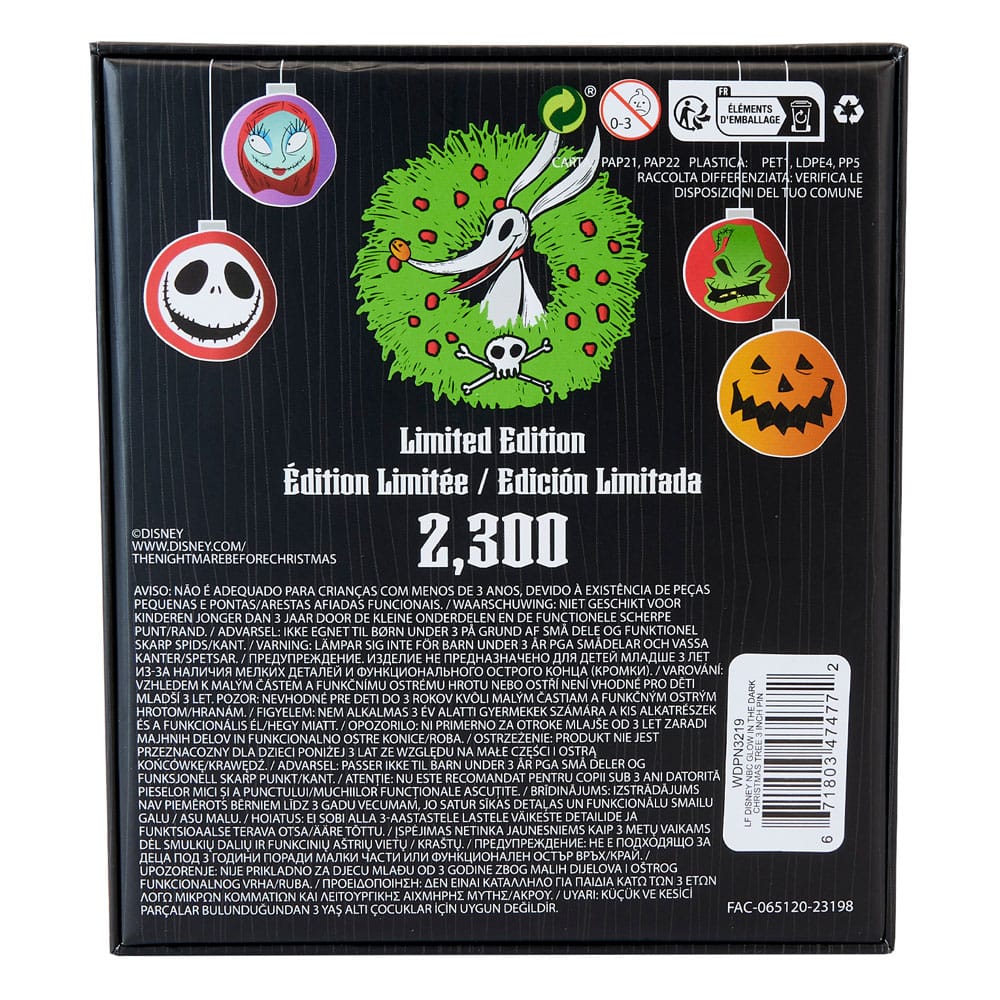 ®
0-3
FR
ÉLÉMENTS
D'EMBALLAGE
CARTA: PAP21, PAP22 PLASTICA: PET1, LDPE4, PP5
RACCOLTA DIFFERENZIATA: VERIFICA LE
DISPOSIZIONI DEL TUO COMUNE
Limited Edition
Édition Limitée / Edición Limitada
2,300
©DISNEY
WWW.DISNEY.COM/
THENIGHTMAREBEFORECHRISTMAS
AVISO: NÃO É ADEQUADO PARA CRIANÇAS COM MENOS DE 3 ANOS, DEVIDO À EXISTÊNCIA DE PEÇAS
PEQUENAS E PONTAS/ARESTAS AFIADAS FUNCIONAIS. / WAARSCHUWING: NIET GESCHIKT VOOR
KINDEREN JONGER DAN 3 JAAR DOOR DE KLEINE ONDERDELEN EN DE FUNCTIONELE SCHERPE
PUNT/RAND. / ADVARSEL: IKKE EGNET TIL BØRN UNDER 3 PÅ GRUND AF SMÅ DELE OG FUNKTIONEL
SKARP SPIDS/KANT. / VARNING: LÄMPAR SIG INTE FÖR BARN UNDER 3 ÅR PGA SMÅDELAR OCH VASSA
KANTER/SPETSAR. / ПРЕДУПРЕЖДЕНИЕ. ИЗДЕЛИЕ НЕ ПРЕДНАЗНАЧЕНО ДЛЯ ДЕТЕЙ МЛАДШЕ 3 ЛЕТ
ИЗ-ЗА НАЛИЧИЯ МЕЛКИХ ДЕТАЛЕЙ И ФУНКЦИОНАЛЬНОГО ОСТРОГО КОНЦА (КРОМКИ). / VAROVÁNÍ:
VZHLEDEM K MALÝM ČÁSTEM A FUNKČNÍMU OSTRÉMU HROTU NEBO OSTŘÍ NENÍ VHODNÉ PRO DĚTI
MLADŠÍ 3 LET. POZOR: NEVHODNÉ PRE DETI DO 3 ROKOV KVÔLI MALÝM ČASTIAM A FUNKČNÝM OSTRÝM
HROTOM/HRANÁM. / FIGYELEM: NEM ALKALMAS 3 ÉV ALATTI GYERMEKEK SZÁMÁRA A KIS ALKATRÉSZEK
ÉS A FUNKCIONÁLIS ÉL/HEGY MIATT. / OPOZORILO: NI PRIMERNO ZA OTROKE MLAJŠE OD 3 LET ZARADI
MAJHNIH DELOV IN FUNKCIONALNO OSTRE KONICE/ROBA. / OSTRZEŻENIE: PRODUKT NIE JEST
PRZEZNACZONY DLA DZIECI PONIŻEJ 3 LAT ZE WZGLĘDU NA MAŁE CZĘŚCI I OSTRĄ
KOŃCÓWKĘ/KRAWĘDŹ. / ADVARSEL: PASSER IKKE TIL BARN UNDER 3 ÅR PGA SMÅ DELER OG
FUNKSJONELL SKARP PUNKT/KANT. / ATENȚIE: NU ESTE RECOMANDAT PENTRU COPII SUB 3 ANI DATORITĂ
PIESELOR MICI ȘI A PUNCTULUI/MUCHIILOR FUNCȚIONALE ASCUȚITE. / BRĪDINĀJUMS: IZSTRĀDĀJUMS
NAV PIEMĒROTS BĒRNIEM LĪDZ 3 GADU VECUMAM, JO SATUR SĪKAS DETAĻAS UN FUNKCIONĀLU SMAILU
GALU / ASU MALU. / HOIATUS: EI SOBI ALLA 3-AASTASTELE LASTELE VÄIKESTE DETAILIDE JA
FUNKTSIOAALSE TERAVA OTSA/ÄÄRE TÕTTU. / ĮSPĖJIMAS NETINKA JAUNESNIEMS KAIP 3 METŲ VAIKAMS
DĖL SMULKIŲ DALIŲ IR FUNKCINIŲ AŠTRIŲ VIETŲ / KRAŠTŲ. / ПРЕДУПРЕЖДЕНИЕ: НЕ Е ПОДХОДЯЩО ЗА
ДЕЦА ПОД 3 ГОДИНИ ПОРАДИ МАЛКИ ЧАСТИ ИЛИ ФУНКЦИОНАЛЕН ОСТЪР ВРЪХ/КРАЙ. /
UPOZORENJE: NIJE PRIKLADNO ZA DJECU MLAĐU OD 3 GODINE ZBOG MALIH DIJELOVA I OŠTROG
FUNKCIONALNOG VRHA/RUBA. / ΠΡΟΕΙΔΟΠΟΙΗΣΗ: ΔΕΝ ΕΙΝΑΙ ΚΑΤΑΛΛΗΛΟ ΓΙΑ ΠΑΙΔΙΑ ΚΑΤΩ ΤΩΝ 3 ΕΤΩΝ
ΛΟΓΩ ΜΙΚΡΩΝ ΚΟΜΜΑΤΙΩΝ ΚΑΙ ΛΕΙΤΟΥΡΓΙΚΗΣ ΑΙΧΜΗΡΗΣ ΜΥΤΗΣ/ΑΚΡΟΥ. / UYARI: KÜÇÜK VE KESİCİ
PARÇALAR BULUNDUĞUNDAN 3 YAŞ ALTI ÇOCUKLAR İÇİN UYGUN DEĞİLDİR.
WDPN3219
LF DISNEY NBC GLOW IN THE DARK
CHRISTMAS TREE 3 INCH PIN
6 71803 47477 2
FAC-065120-23198